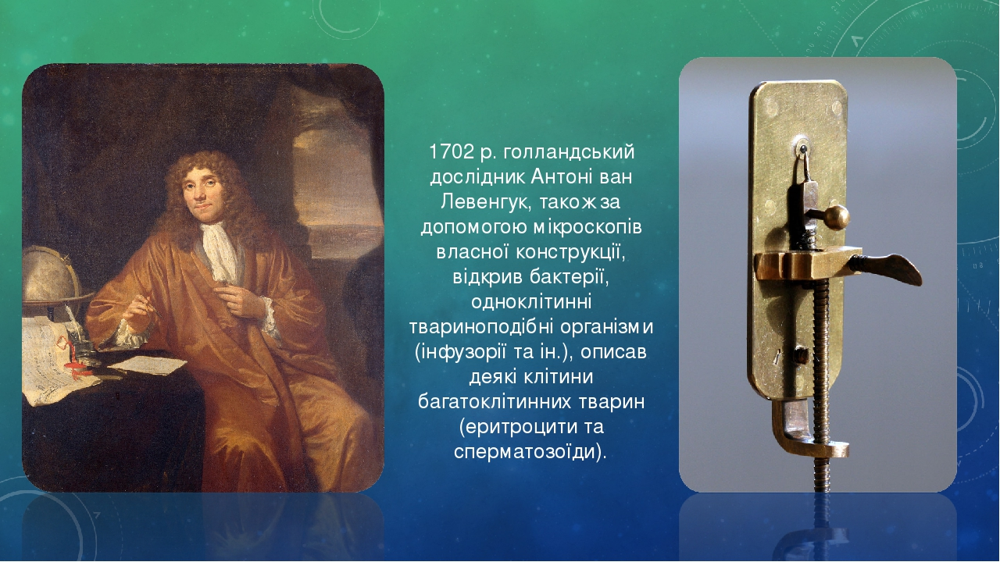 1702 р. голландський
дослідник Антоні ван
Левенгук, також за
допомогою мікроскопів
власної конструкції,
відкрив бактерії,
одноклітинні
твариноподібні організми
(інфузорії та ін.), описав
деякі клітини
багатоклітинних тварин
(еритроцити та
сперматозоїди).